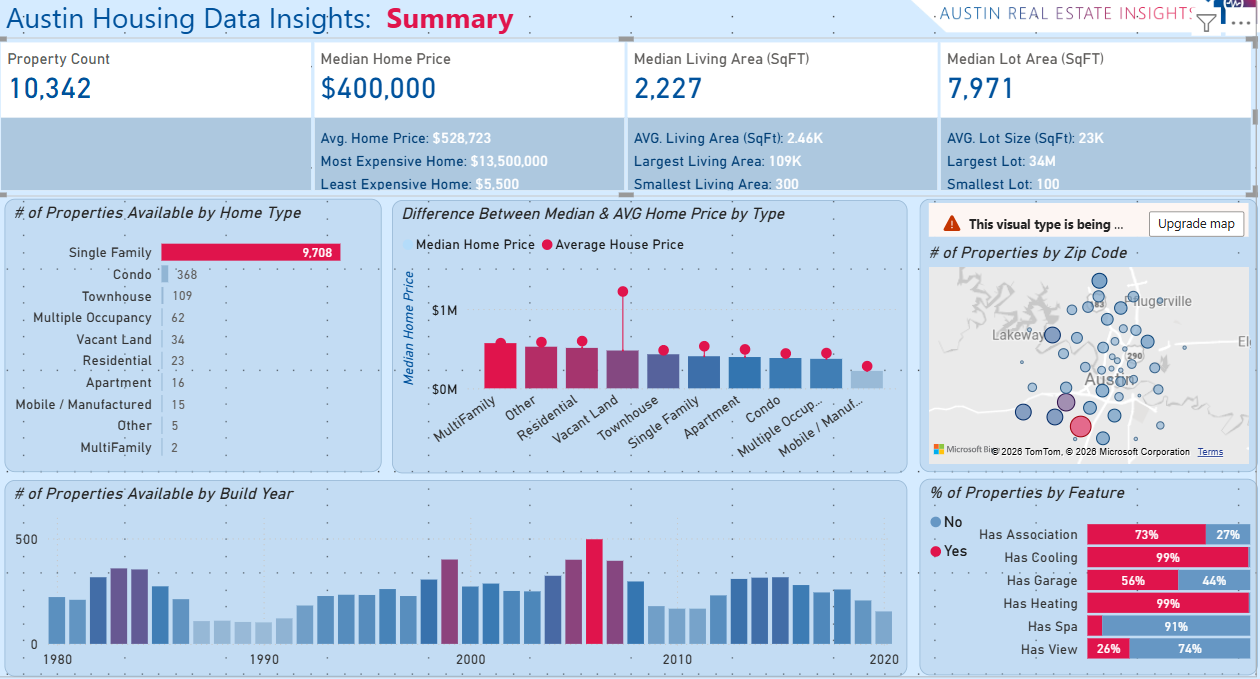 Austin Housing Data Insights: Summary
AUSTIN REAL ESTATE INSIGHTS
Property Count
10,342
Median Home Price
$400,000
Avg. Home Price: $528,723
Most Expensive Home: $13,500,000
Least Expensive Home: $5,500
Median Living Area (SqFT)
2,227
AVG. Living Area (SqFt): 2.46K
Largest Living Area: 109K
Smallest Living Area: 300
Median Lot Area (SqFT)
7,971
AVG. Lot Size (SqFt): 23K
Largest Lot: 34M
Smallest Lot: 100
# of Properties Available by Home Type
Single Family 9,708
Condo 368
Townhouse 109
Multiple Occupancy 62
Vacant Land 34
Residential 23
Apartment 16
Mobile / Manufactured 15
Other 5
MultiFamily 2
Difference Between Median & AVG Home Price by Type
Median Home Price Average House Price
Median Home Price
$1M
$0M
MultiFamily
Other
Residential
Vacant Land
Townhouse
Single Family
Apartment
Condo
Multiple Occup...
Mobile / Manuf...
This visual type is being ...
Upgrade map
# of Properties by Zip Code
Pflugerville
Lakeway
290
Austin
Microsoft Bing
© 2026 TomTom, © 2026 Microsoft Corporation Terms
# of Properties Available by Build Year
500
0
1980 1990 2000 2010 2020
% of Properties by Feature
No
Yes
Has Association 73% 27%
Has Cooling 99%
Has Garage 56% 44%
Has Heating 99%
Has Spa 91%
Has View 26% 74%